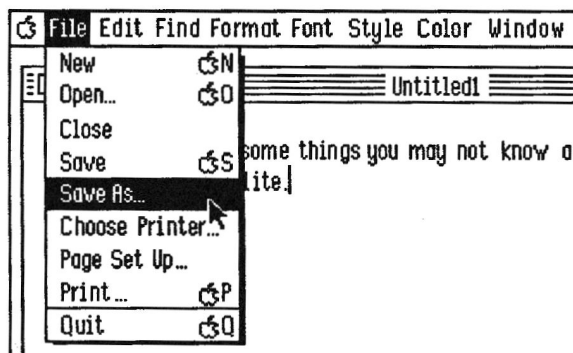 File Edit Find Format Font Style Color Window
Untitled1
New N
Open... O
Close
Save S
Save As...
Choose Printer...
Page Set Up...
Print... P
Quit Q
some things you may not know a
lite.